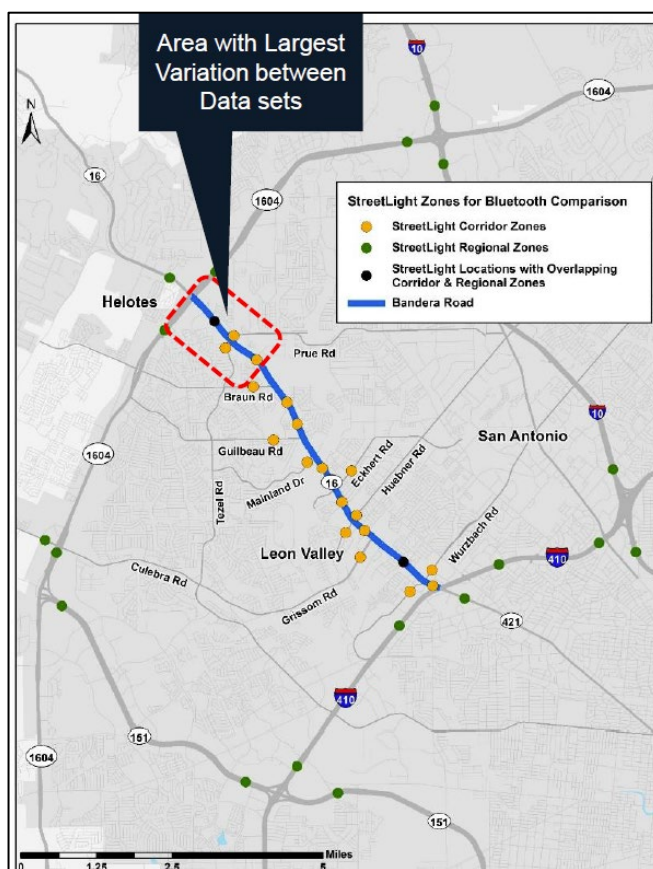 Area with Largest
Variation between
Data sets
10
1604
N
16
1604
StreetLight Zones for Bluetooth Comparison
StreetLight Corridor Zones
StreetLight Regional Zones
StreetLight Locations with Overlapping
Corridor & Regional Zones
Bandera Road
Helotes
Prue Rd
Braun Rd
10
1604
Guilbeau Rd
San Antonio
Eckhert Rd
Huebner Rd
Mainland Dr
16
Tezel Rd
Wurzbach Rd
Leon Valley
410
Culebra Rd
Grissom Rd
421
410
151
1604
151
Miles
0
1.25
2.5
5